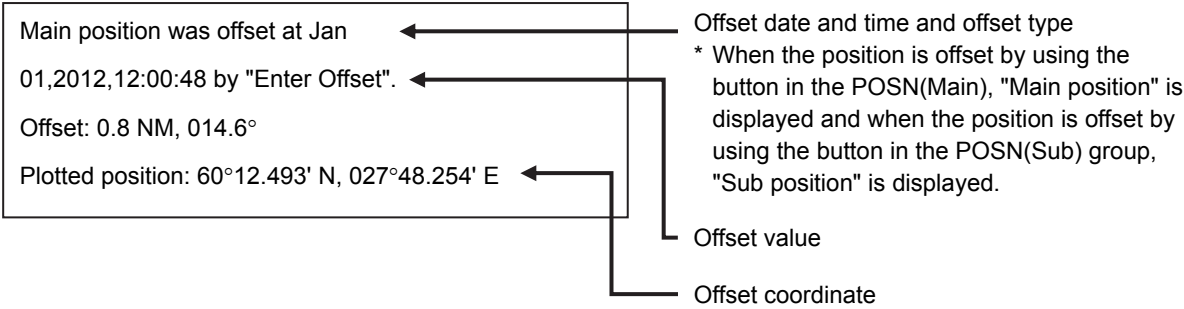 Main position was offset at Jan
01,2012,12:00:48 by "Enter Offset".
Offset: 0.8 NM, 014.6°
Plotted position: 60°12.493' N, 027°48.254' E
Offset date and time and offset type
* When the position is offset by using the
button in the POSN(Main), "Main position" is
displayed and when the position is offset by
using the button in the POSN(Sub) group,
"Sub position" is displayed.
Offset value
Offset coordinate